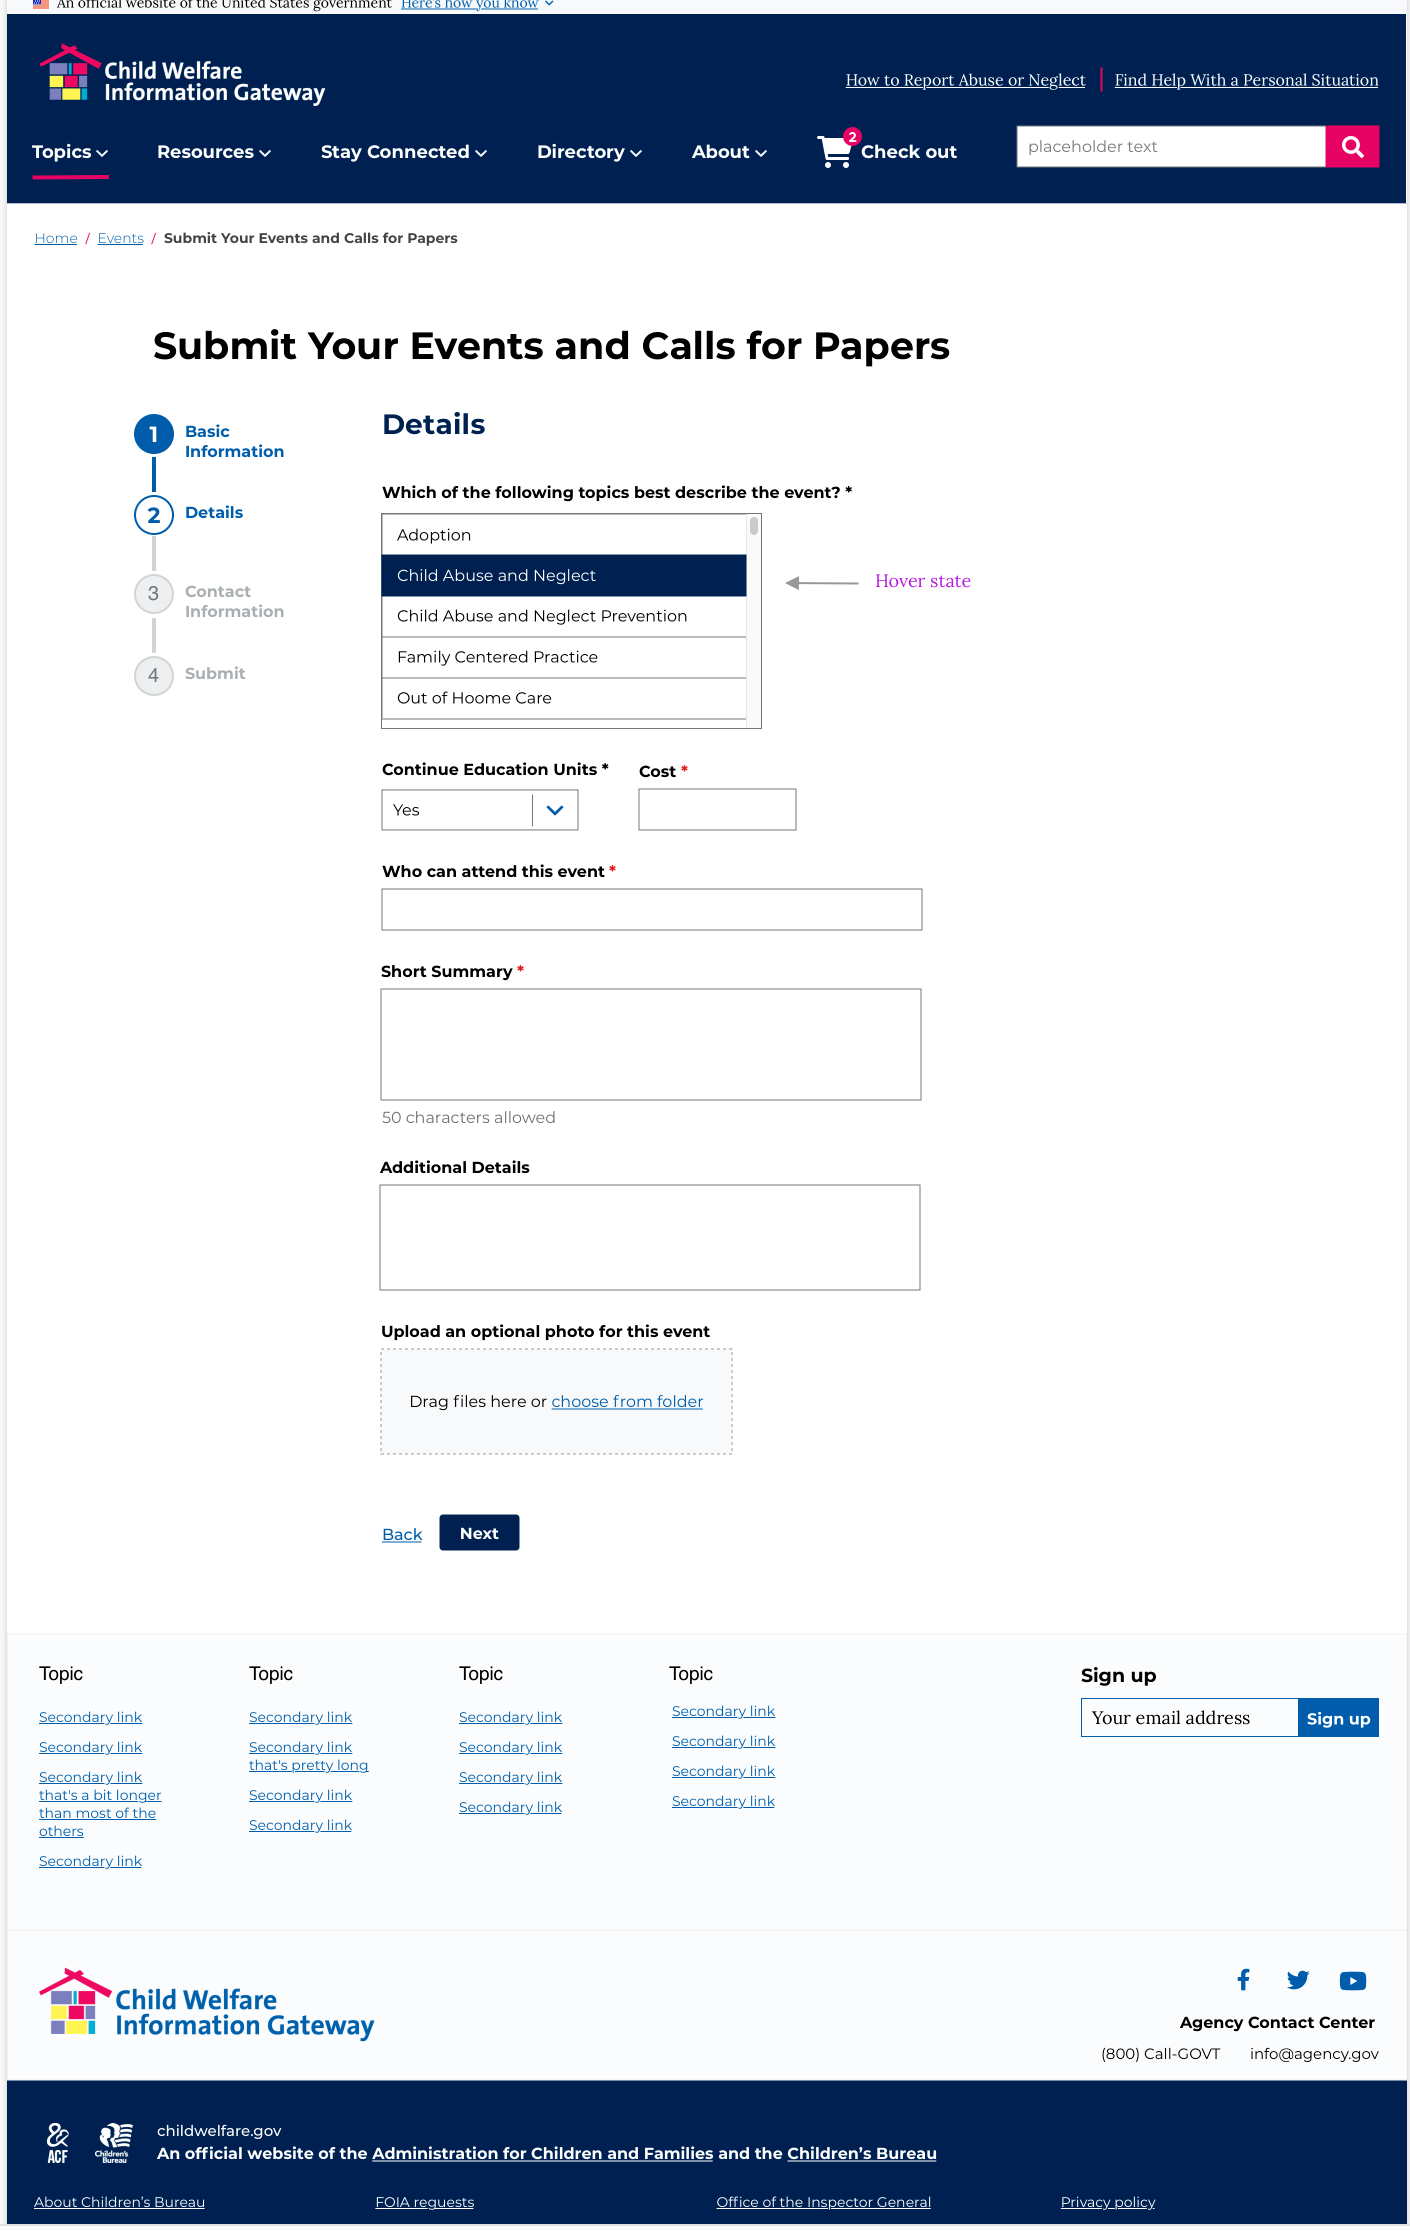 An official website of the United States government Here's how you know
Child Welfare
Information Gateway
How to Report Abuse or Neglect Find Help With a Personal Situation
Topics Resources Stay Connected Directory About 2 Check out placeholder text
Home / Events / Submit Your Events and Calls for Papers
Submit Your Events and Calls for Papers
1 Basic
Information
2 Details
3 Contact
Information
4 Submit
Details
Which of the following topics best describe the event? *
Adoption
Child Abuse and Neglect
Hover state
Child Abuse and Neglect Prevention
Family Centered Practice
Out of Hoome Care
Continue Education Units * Cost *
Yes
Who can attend this event *
Short Summary *
50 characters allowed
Additional Details
Upload an optional photo for this event
Drag files here or choose from folder
Back Next
Topic
Secondary link
Secondary link
Secondary link
that's a bit longer
than most of the
others
Secondary link
Topic
Secondary link
Secondary link
that's pretty long
Secondary link
Secondary link
Topic
Secondary link
Secondary link
Secondary link
Secondary link
Topic
Secondary link
Secondary link
Secondary link
Secondary link
Sign up
Your email address Sign up
Child Welfare
Information Gateway
Agency Contact Center
(800) Call-GOVT info@agency.gov
ACF
Children's
Bureau
childwelfare.gov
An official website of the Administration for Children and Families and the Children’s Bureau
About Children’s Bureau FOIA requests Office of the Inspector General Privacy policy